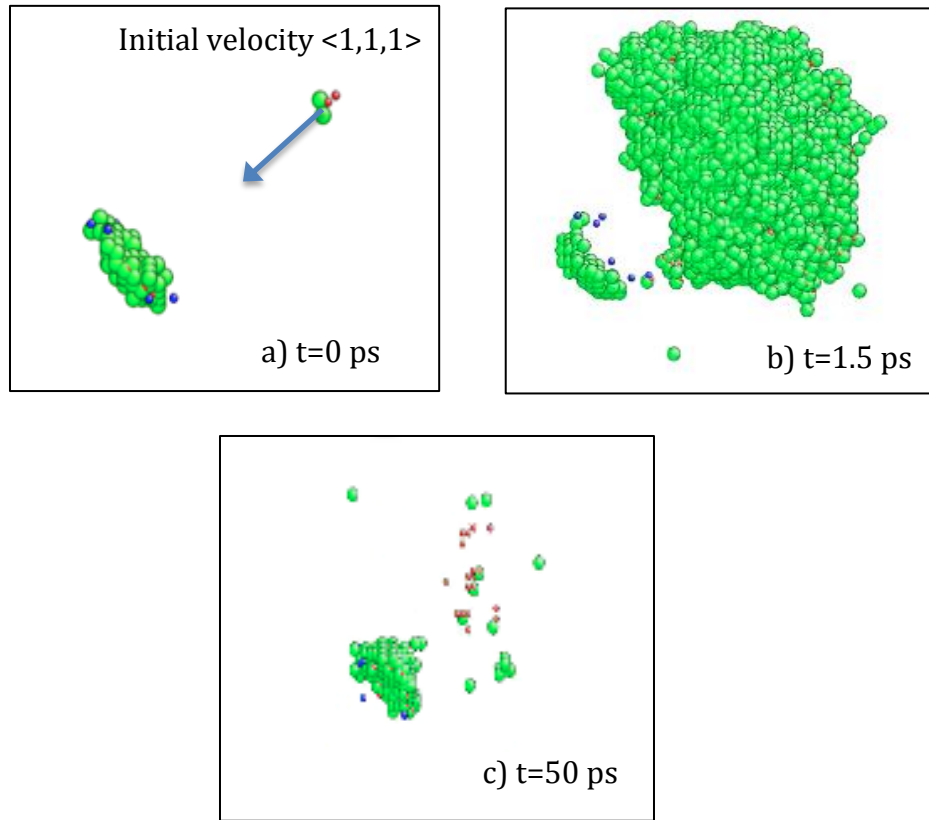 Initial velocity <1,1,1>
a) t=0 ps
b) t=1.5 ps
c) t=50 ps